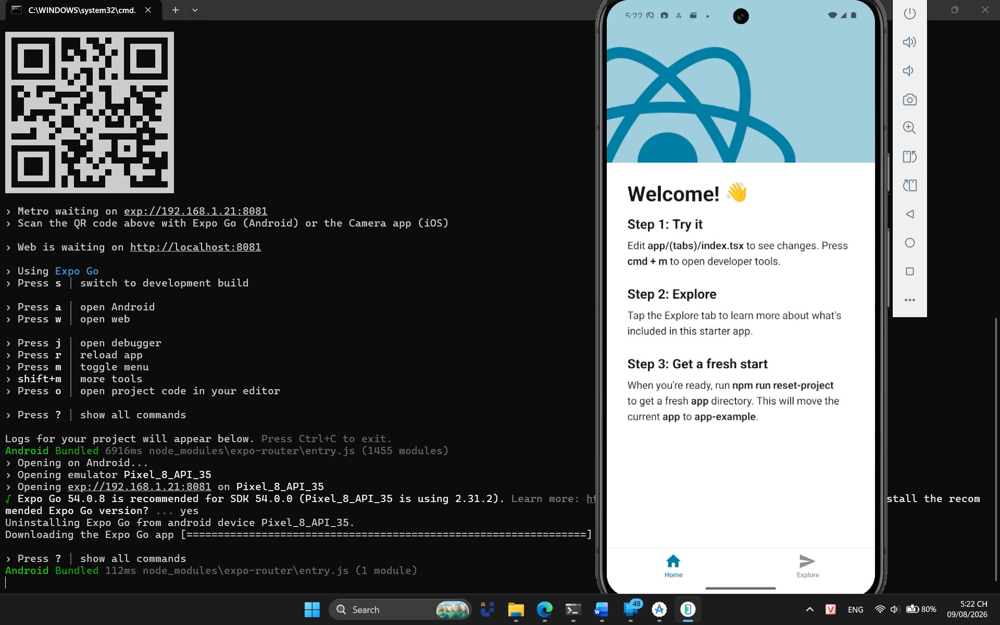 C:\WINDOWS\system32\cmd.
› Metro waiting on exp://192.168.1.21:8081
› Scan the QR code above with Expo Go (Android) or the Camera app (iOS)
› Web is waiting on http://localhost:8081
› Using Expo Go
› Press s │ switch to development build
› Press a │ open Android
› Press w │ open web
› Press j │ open debugger
› Press r │ reload app
› Press m │ toggle menu
› shift+m │ more tools
› Press o │ open project code in your editor
› Press ? │ show all commands
Logs for your project will appear below. Press Ctrl+C to exit.
Android Bundled 6916ms node_modules\expo-router\entry.js (1455 modules)
› Opening on Android...
› Opening emulator Pixel_8_API_35
› Opening exp://192.168.1.21:8081 on Pixel_8_API_35
√ Expo Go 54.0.8 is recommended for SDK 54.0.0 (Pixel_8_API_35 is using 2.31.2). Learn more: stall the recom
mended Expo Go version? ... yes
Uninstalling Expo Go from android device Pixel_8_API_35.
Downloading the Expo Go app [================================================================]
› Press ? │ show all commands
Android Bundled 112ms node_modules\expo-router\entry.js (1 module)
5:22
Welcome! 👋
Step 1: Try it
Edit app/(tabs)/index.tsx to see changes. Press
cmd + m to open developer tools.
Step 2: Explore
Tap the Explore tab to learn more about what's
included in this starter app.
Step 3: Get a fresh start
When you're ready, run npm run reset-project
to get a fresh app directory. This will move the
current app to app-example.
Home
Explore
Search
48
V
ENG
80%
5:22 CH
09/08/2026